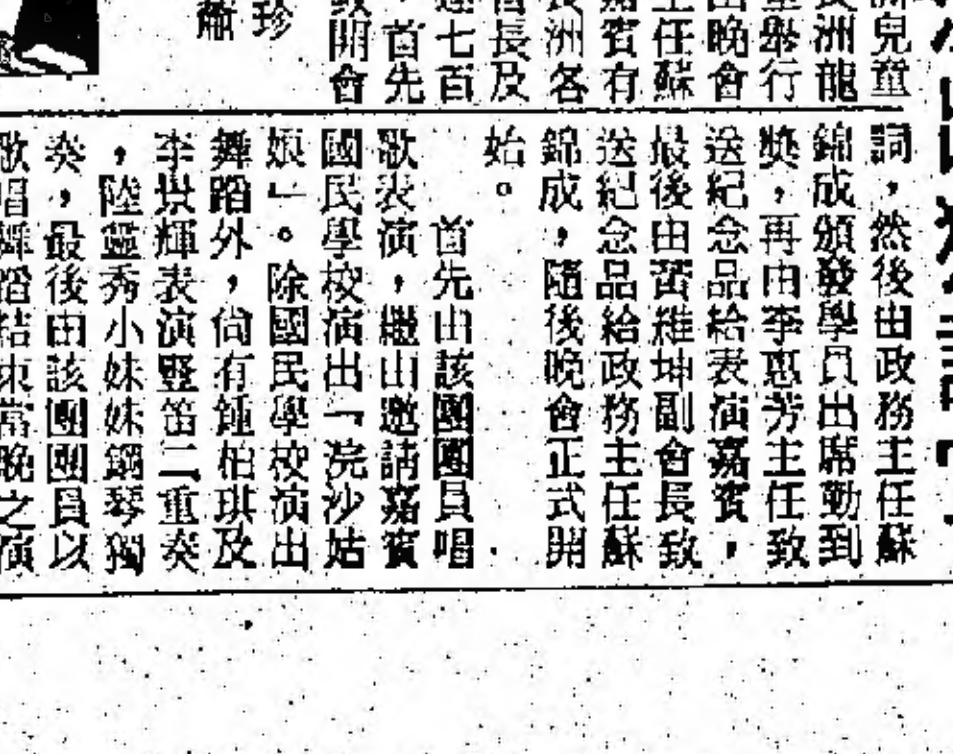 兒童
洲龍
舉行
晚會
任蘇
賓有
洲各
長及
七百
首先
開會
珍
詞，然後由政務主任蘇
錦成頒發學員出席勤到
獎，再由李惠芳主任致
送紀念品給表演嘉賓，
最後由
維坤副會長致
送紀念品給政務主任蘇
錦成，隨後晚會正式開
始。
首先由該團團員唱
歌表演，繼由邀請嘉賓
國民學校演出「浣沙姑
娘」。除國民學校演出
舞蹈外，尚有鍾柏琪及
李景輝表演豎笛二重奏
，陸靈秀小妹妹鋼琴獨
奏，最後由該團團員以
歌唱舞蹈結束當晚之演